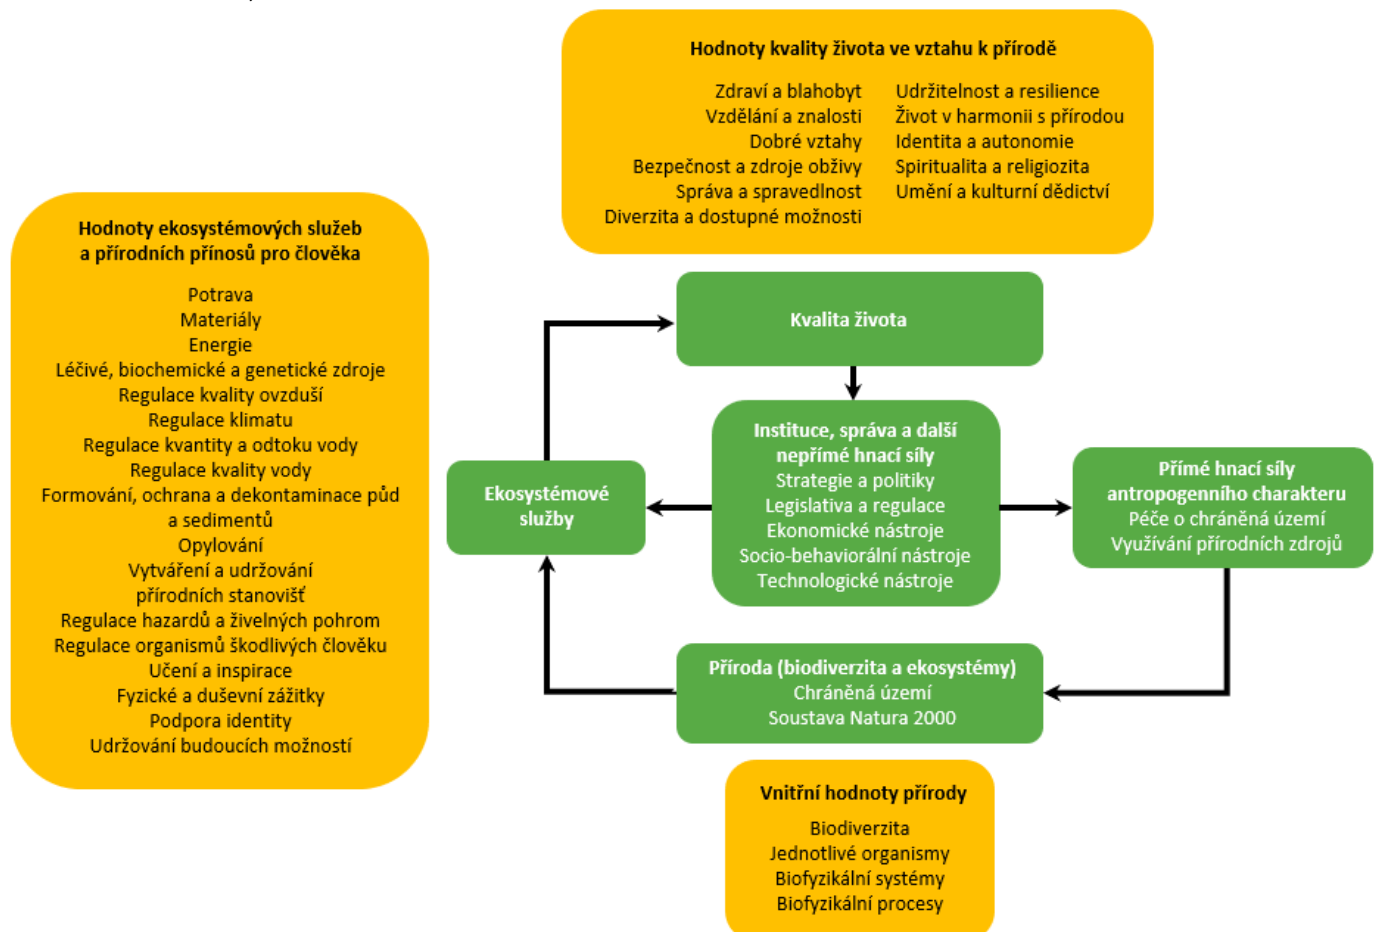 Hodnoty kvality života ve vztahu k přírodě
Zdraví a blahobyt
Vzdělání a znalosti
Dobré vztahy
Bezpečnost a zdroje obživy
Správa a spravedlnost
Diverzita a dostupné možnosti
Udržitelnost a resilience
Život v harmonii s přírodou
Identita a autonomie
Spiritualita a religiozita
Umění a kulturní dědictví
Hodnoty ekosystémových služeb
a přírodních přínosů pro člověka
Potrava
Materiály
Energie
Léčivé, biochemické a genetické zdroje
Regulace kvality ovzduší
Regulace klimatu
Regulace kvantity a odtoku vody
Regulace kvality vody
Formování, ochrana a dekontaminace půd
a sedimentů
Opylování
Vytváření a udržování
přírodních stanovišť
Regulace hazardů a živelných pohrom
Regulace organismů škodlivých člověku
Učení a inspirace
Fyzické a duševní zážitky
Podpora identity
Udržování budoucích možností
Kvalita života
Instituce, správa a další
nepřímé hnací síly
Strategie a politiky
Legislativa a regulace
Ekonomické nástroje
Socio-behaviorální nástroje
Technologické nástroje
Ekosystémové
služby
Přímé hnací síly
antropogenního charakteru
Péče o chráněná území
Využívání přírodních zdrojů
Příroda (biodiverzita a ekosystémy)
Chráněná území
Soustava Natura 2000
Vnitřní hodnoty přírody
Biodiverzita
Jednotlivé organismy
Biofyzikální systémy
Biofyzikální procesy